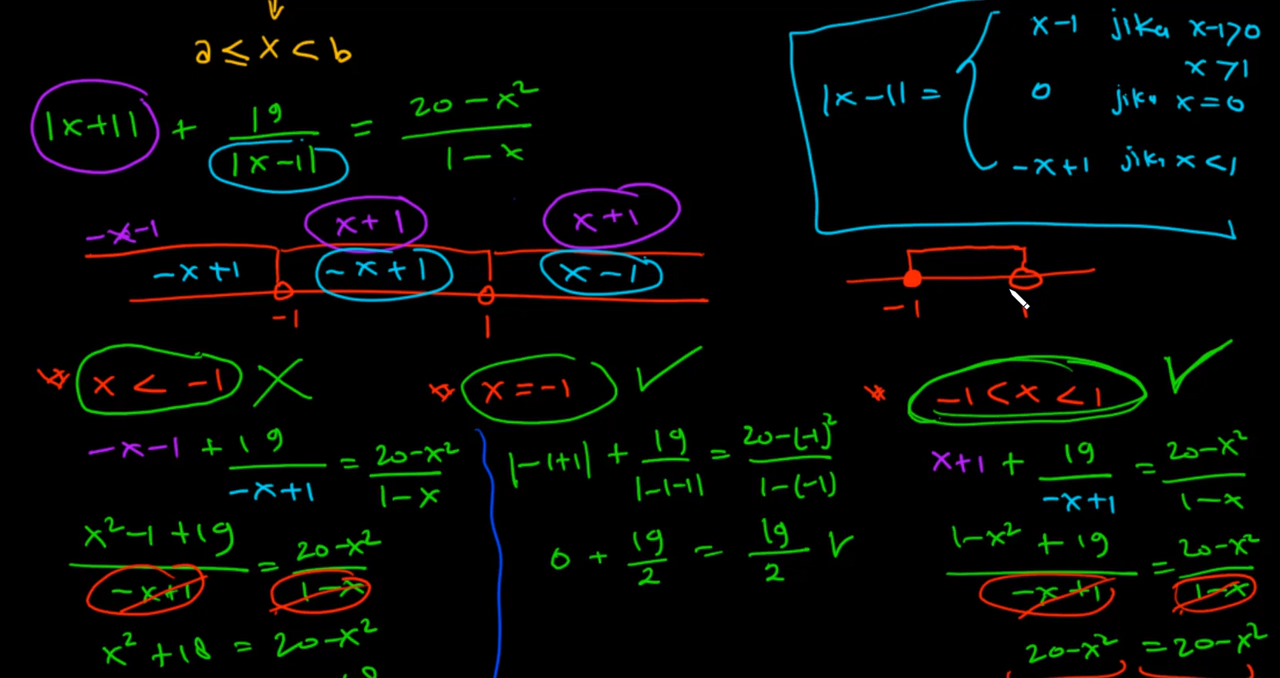 a ≤ x < b
|x+1| + 19/|x-1| = (20-x²)/(1-x)
|x-1| = { x-1 jika x-1>0
x>1
0 jika x=0
-x+1 jika x<1
-x-1 x+1 x+1
-x+1 -x+1 x-1
-1 1
-1 1
x < -1
-x-1 + 19/(-x+1) = (20-x²)/(1-x)
(x²-1+19)/(-x+1) = (20-x²)/(1-x)
x²+18 = 20-x²
x = -1 ✓
|-1+1| + 19/|-1-1| = (20-(-1)²)/(1-(-1))
0 + 19/2 = 19/2 ✓
-1 < x < 1 ✓
x+1 + 19/(-x+1) = (20-x²)/(1-x)
(1-x²+19)/(-x+1) = (20-x²)/(1-x)
20-x² = 20-x²